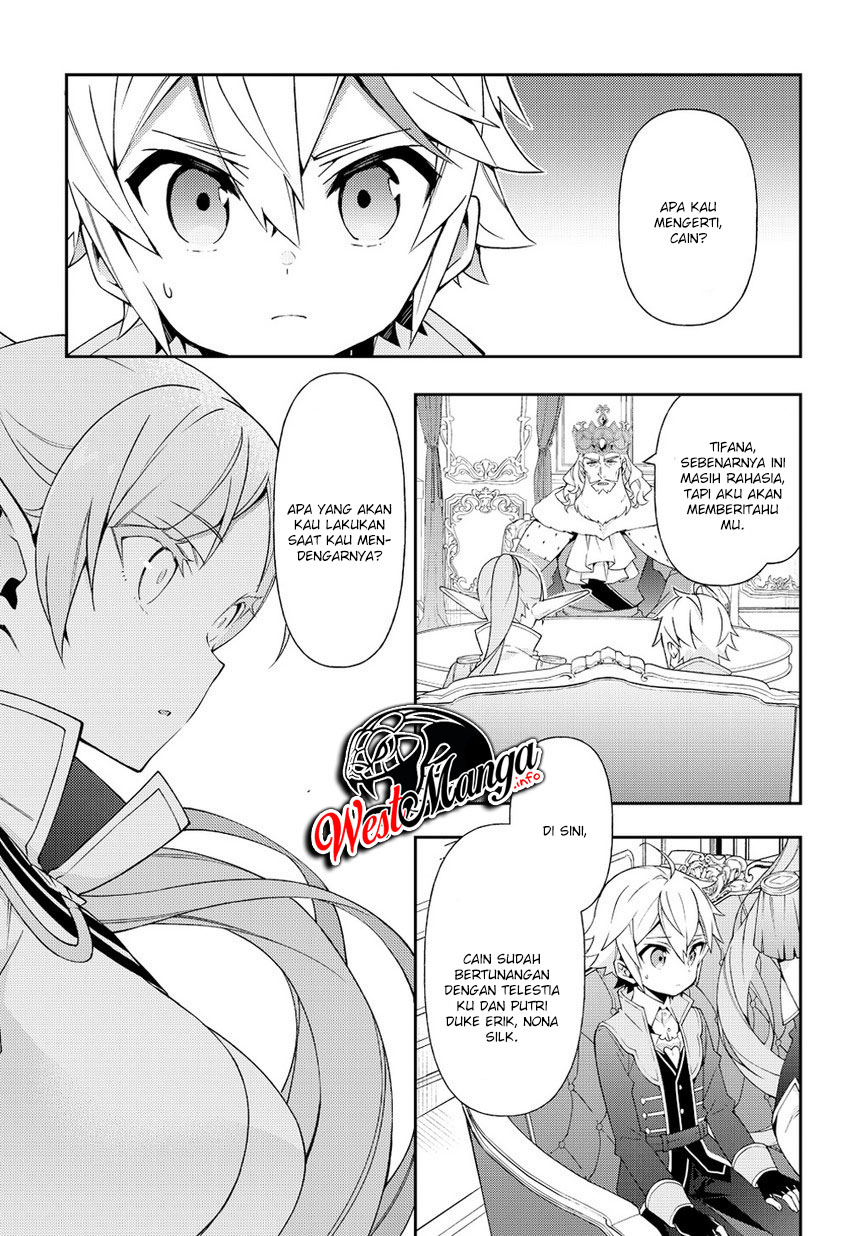 APA KAU
MENGERTI,
CAIN?
TIFANA,
SEBENARNYA INI
MASIH RAHASIA,
TAPI AKU AKAN
MEMBERITAHU
MU.
APA YANG AKAN
KAU LAKUKAN
SAAT KAU MEN-
DENGARNYA?
WestManga
.info
DI SINI,
CAIN SUDAH
BERTUNANGAN
DENGAN TELESTIA
KU DAN PUTRI
DUKE ERIK, NONA
SILK.